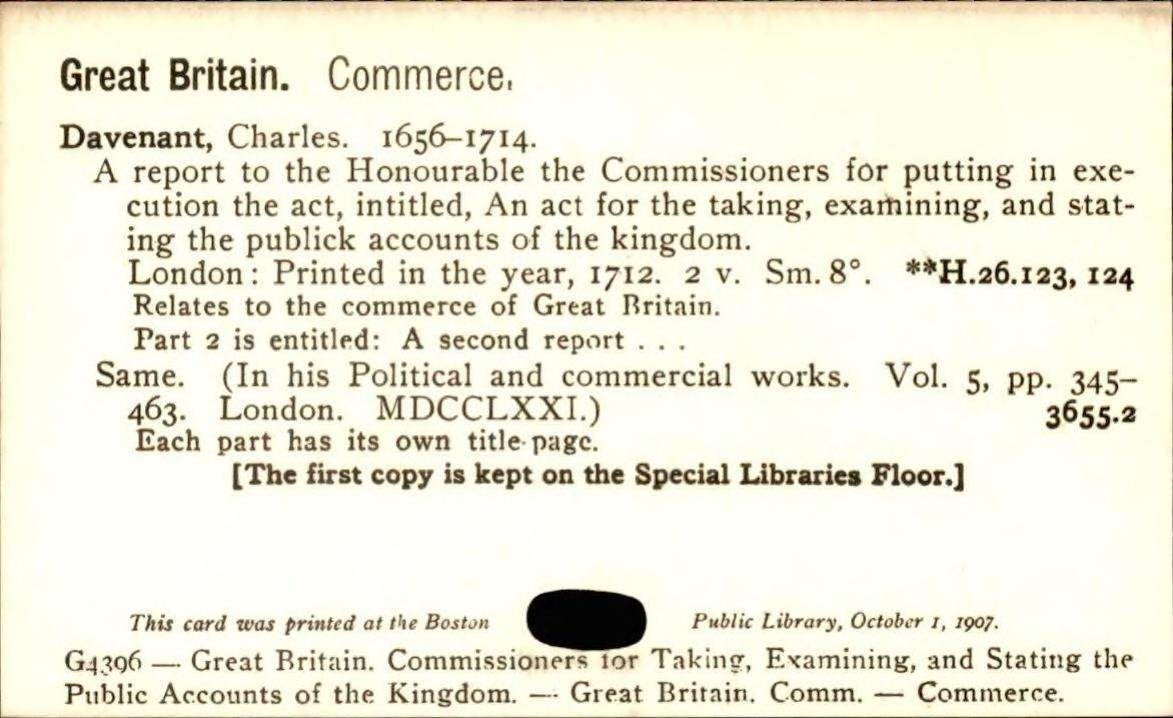 Great Britain. Commerce.
Davenant, Charles. 1656–1714.
A report to the Honourable the Commissioners for putting in exe-
cution the act, intitled, An act for the taking, examining, and stat-
ing the publick accounts of the kingdom.
London: Printed in the year, 1712. 2 v. Sm. 8°. **H.26.123, 124
Relates to the commerce of Great Britain.
Part 2 is entitled: A second report . . .
Same. (In his Political and commercial works. Vol. 5, pp. 345–
463. London. MDCCLXXI.) 3655.2
Each part has its own title-page.
[The first copy is kept on the Special Libraries Floor.]
This card was printed at the Boston Public Library, October 1, 1907.
G4396 — Great Britain. Commissioners for Taking, Examining, and Stating the
Public Accounts of the Kingdom. — Great Britain. Comm. — Commerce.